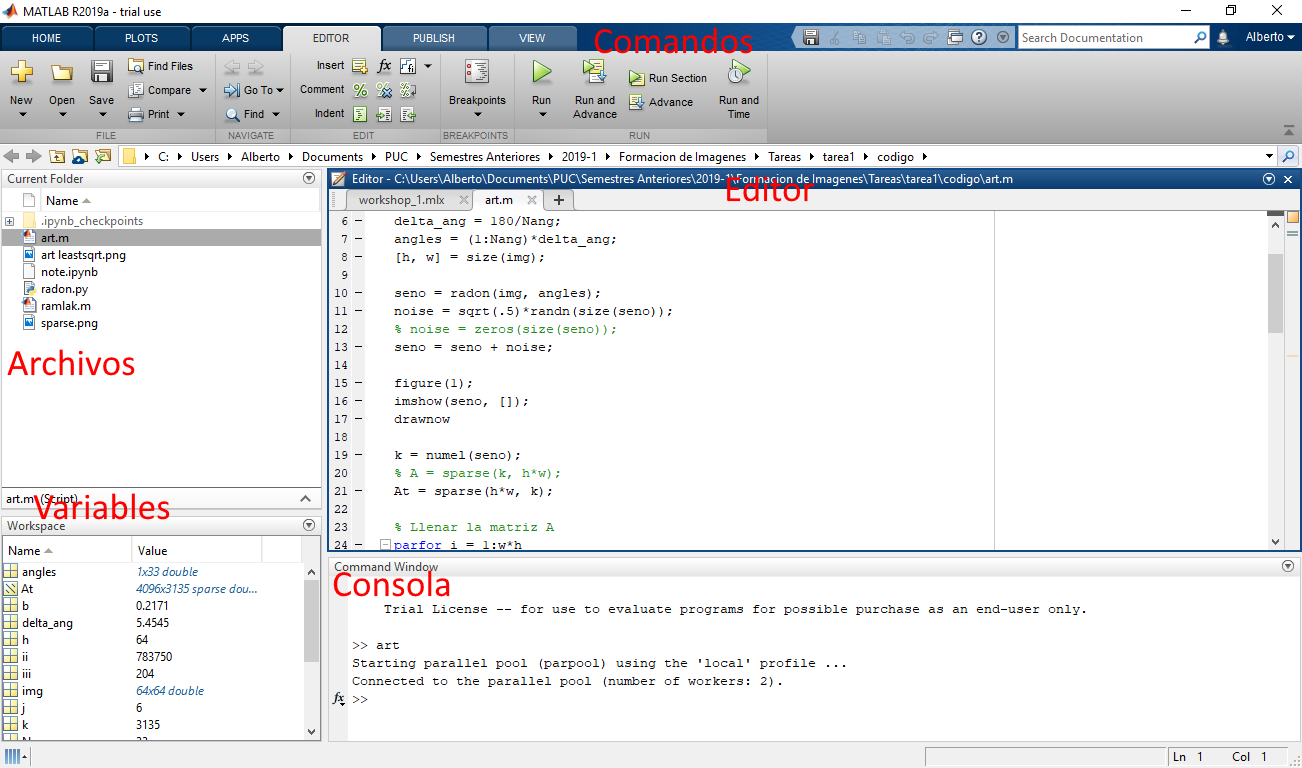 MATLAB R2019a - trial use
HOME PLOTS APPS EDITOR PUBLISH VIEW Comandos Search Documentation Alberto
New Open Save Find Files Compare Print
Go To Find
Insert fx
Comment
Indent
Breakpoints Run Run and Advance Run Section Advance Run and Time
FILE NAVIGATE EDIT BREAKPOINTS RUN
C: Users Alberto Documents PUC Semestres Anteriores 2019-1 Formacion de Imagenes Tareas tarea1 codigo
Current Folder
Name
.ipynb_checkpoints
art.m
art leastsqrt.png
note.ipynb
radon.py
ramlak.m
sparse.png
Archivos
art.m (Script)
Variables
Workspace
Name Value
angles 1x33 double
At 4096x3135 sparse dou...
b 0.2171
delta_ang 5.4545
h 64
ii 783750
iii 204
img 64x64 double
j 6
k 3135
Editor - C:\Users\Alberto\Documents\PUC\Semestres Anteriores\2019-1\Formacion de Imagenes\Tareas\tarea1\codigo\art.m
Editor
workshop_1.mlx art.m
6 - delta_ang = 180/Nang;
7 - angles = (1:Nang)*delta_ang;
8 - [h, w] = size(img);
9
10 - seno = radon(img, angles);
11 - noise = sqrt(.5)*randn(size(seno));
12 % noise = zeros(size(seno));
13 - seno = seno + noise;
14
15 - figure(1);
16 - imshow(seno, []);
17 - drawnow
18
19 - k = numel(seno);
20 % A = sparse(k, h*w);
21 - At = sparse(h*w, k);
22
23 % Llenar la matriz A
24 - parfor i = 1:w*h
Command Window
Consola
Trial License -- for use to evaluate programs for possible purchase as an end-user only.
>> art
Starting parallel pool (parpool) using the 'local' profile ...
Connected to the parallel pool (number of workers: 2).
fx >>
Ln 1 Col 1